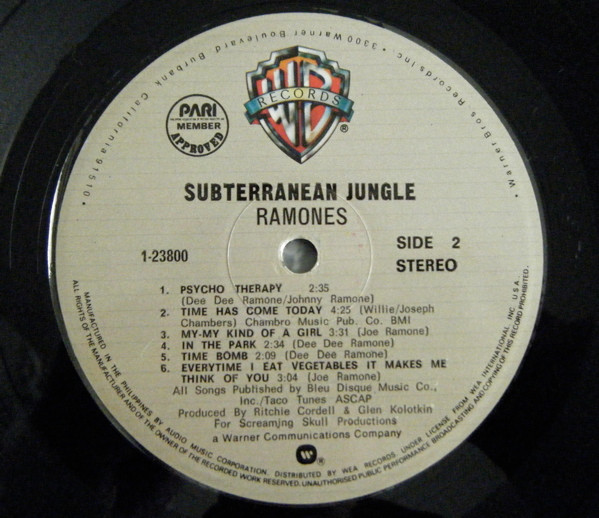 • Warner Bros. Records Inc. • 3300 Warner Boulevard, Burbank, California 91510 •
WB
RECORDS
®
PARI
MEMBER
APPROVED
SUBTERRANEAN JUNGLE
RAMONES
1-23800
SIDE 2
STEREO
1. PSYCHO THERAPY 2:35
(Dee Dee Ramone/Johnny Ramone)
2. TIME HAS COME TODAY 4:25 (Willie/Joseph
Chambers) Chambro Music Pub. Co. BMI
3. MY-MY KIND OF A GIRL 3:31 (Joe Ramone)
4. IN THE PARK 2:34 (Dee Dee Ramone)
5. TIME BOMB 2:09 (Dee Dee Ramone)
6. EVERYTIME I EAT VEGETABLES IT MAKES ME
THINK OF YOU 3:04 (Joe Ramone)
All Songs Published by Bleu Disque Music Co.,
Inc./Taco Tunes ASCAP
Produced By Ritchie Cordell & Glen Kolotkin
For Screamjng Skull Productions
a Warner Communications Company
W ®
MANUFACTURED IN THE PHILIPPINES BY AUDIO MUSIC CORPORATION. DISTRIBUTED BY WEA RECORDS. UNDER LICENSE FROM WEA INTERNATIONAL INC. U.S.A.
ALL RIGHTS OF THE MANUFACTURER AND OF THE OWNER OF THE RECORDED WORK RESERVED. UNAUTHORISED PUBLIC PERFORMANCE BROADCASTING AND COPYING OF THIS RECORD PROHIBITED.